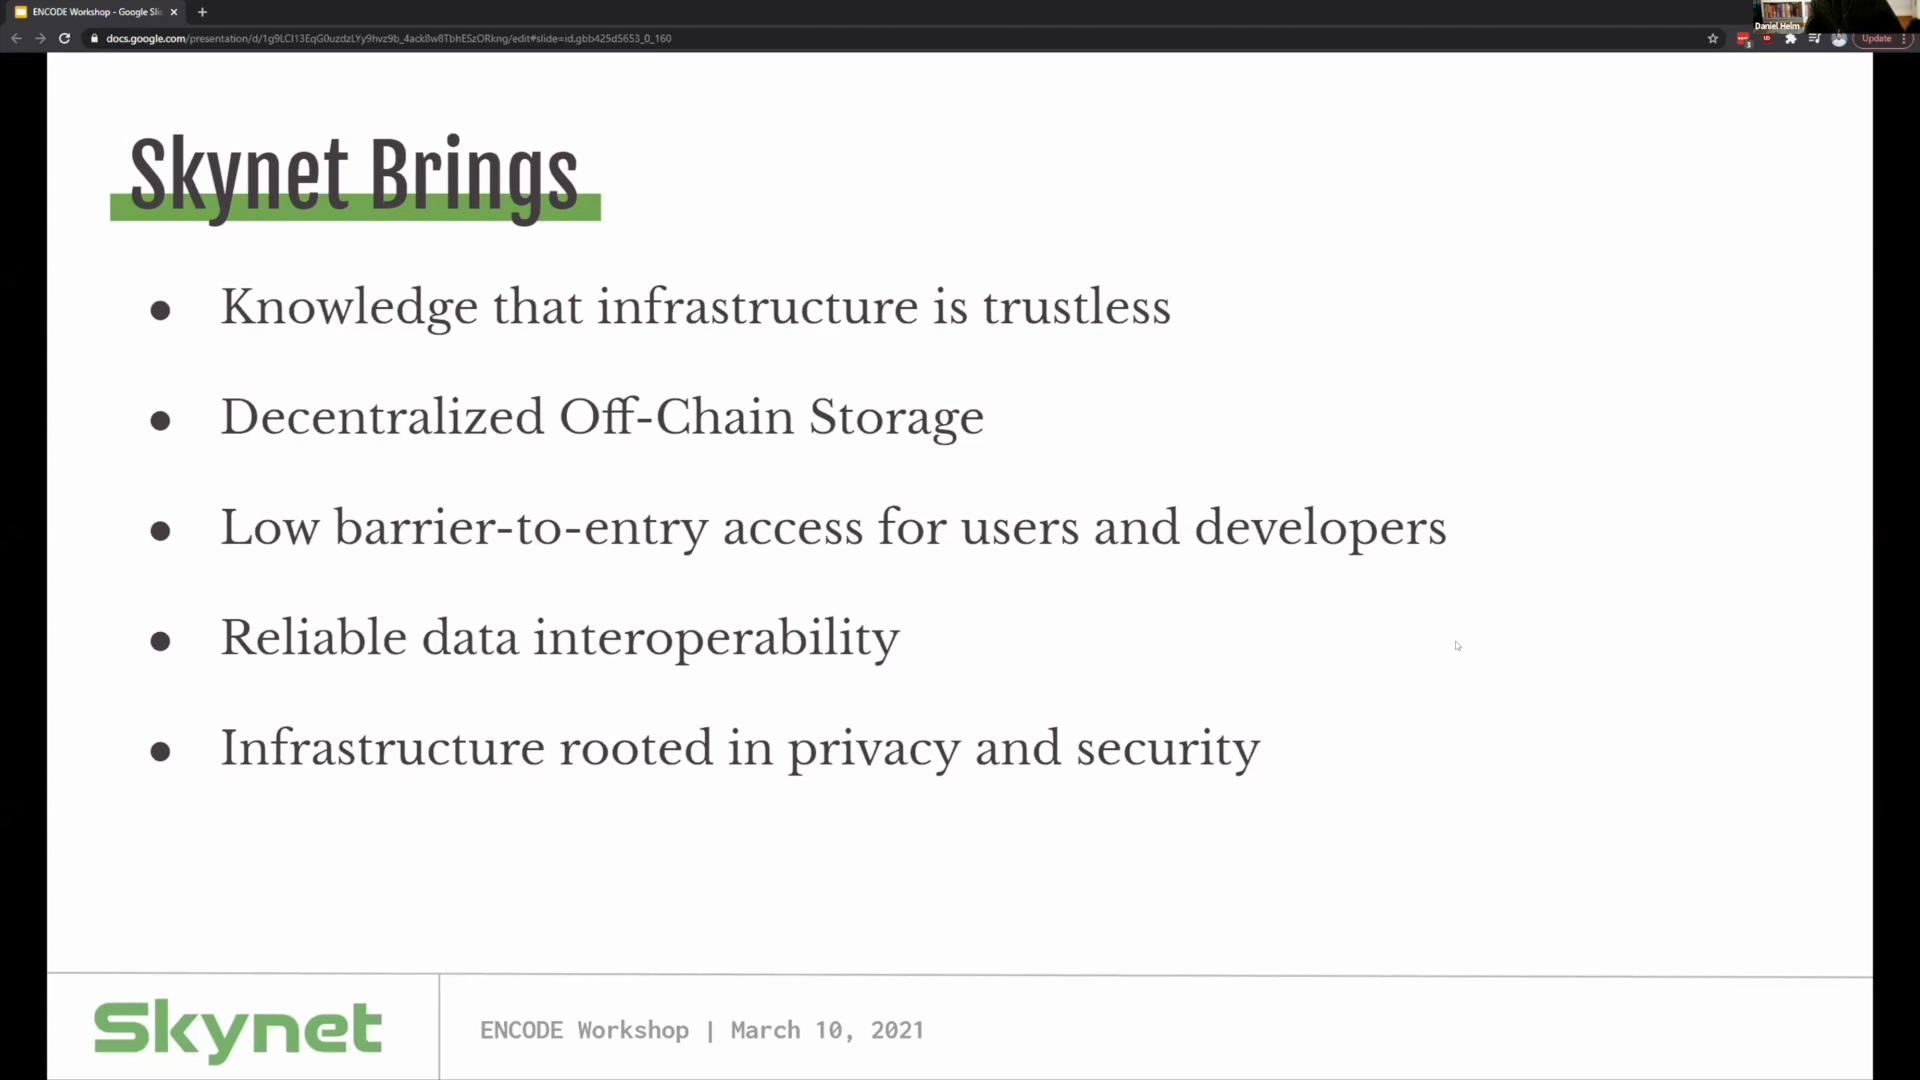 ENCODE Workshop - Google Sli
docs.google.com/presentation/d/1g9LCI13EqG0uzdzLYy9hvz9b_4ack8w8TbhESzORkng/edit#slide=id.gbb425d5653_0_160
Daniel Helm
3
Update
Skynet Brings
● Knowledge that infrastructure is trustless
● Decentralized Off-Chain Storage
● Low barrier-to-entry access for users and developers
● Reliable data interoperability
● Infrastructure rooted in privacy and security
Skynet
ENCODE Workshop | March 10, 2021